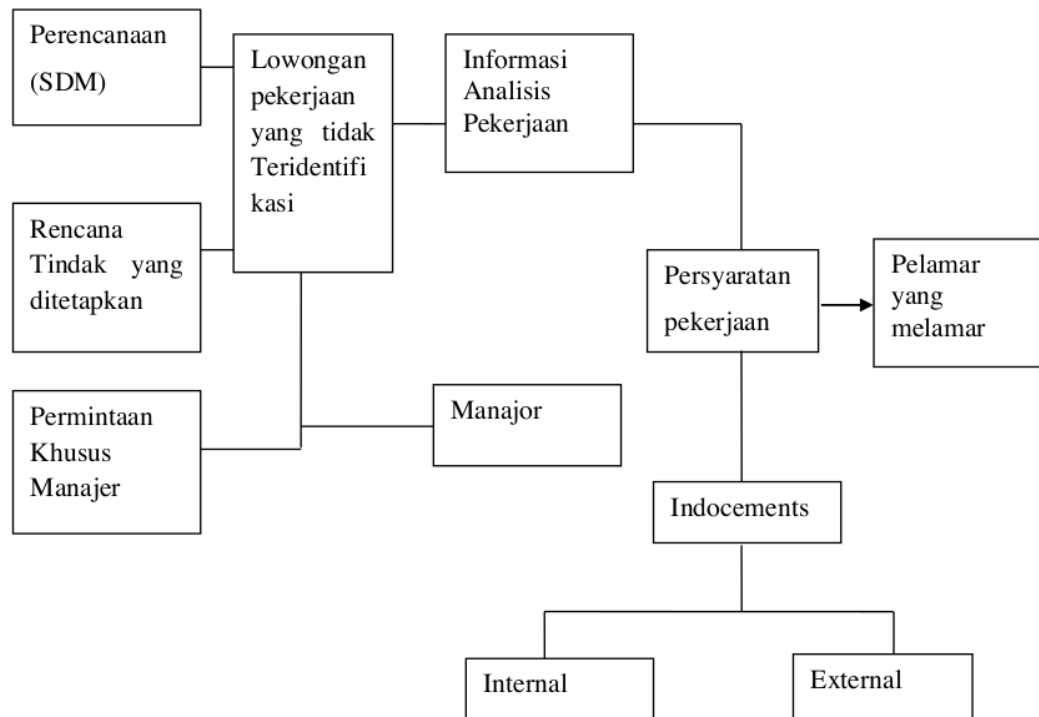 Perencanaan
(SDM)
Lowongan
pekerjaan
yang tidak
Teridentifi
kasi
Informasi
Analisis
Pekerjaan
Rencana
Tindak yang
ditetapkan
Persyaratan
pekerjaan
Pelamar
yang
melamar
Permintaan
Khusus
Manajer
Manajor
Indocements
Internal
External